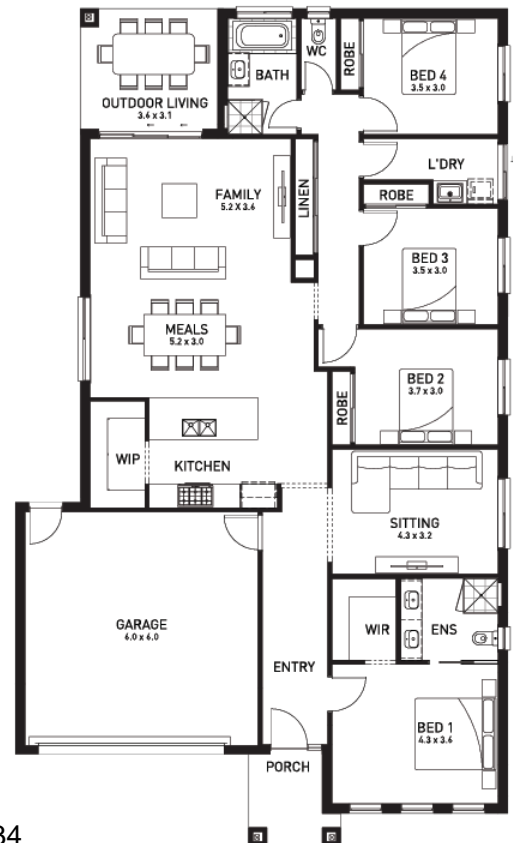 WC
ROBE
BED 4
3.5 x 3.0
BATH
OUTDOOR LIVING
3.6 x 3.1
L'DRY
FAMILY
5.2 X 3.6
LINEN
ROBE
BED 3
3.5 x 3.0
MEALS
5.2 x 3.0
BED 2
3.7 x 3.0
ROBE
WIP
KITCHEN
SITTING
4.3 x 3.2
GARAGE
6.0 x 6.0
WIR
ENS
ENTRY
BED 1
4.3 x 3.6
PORCH
34